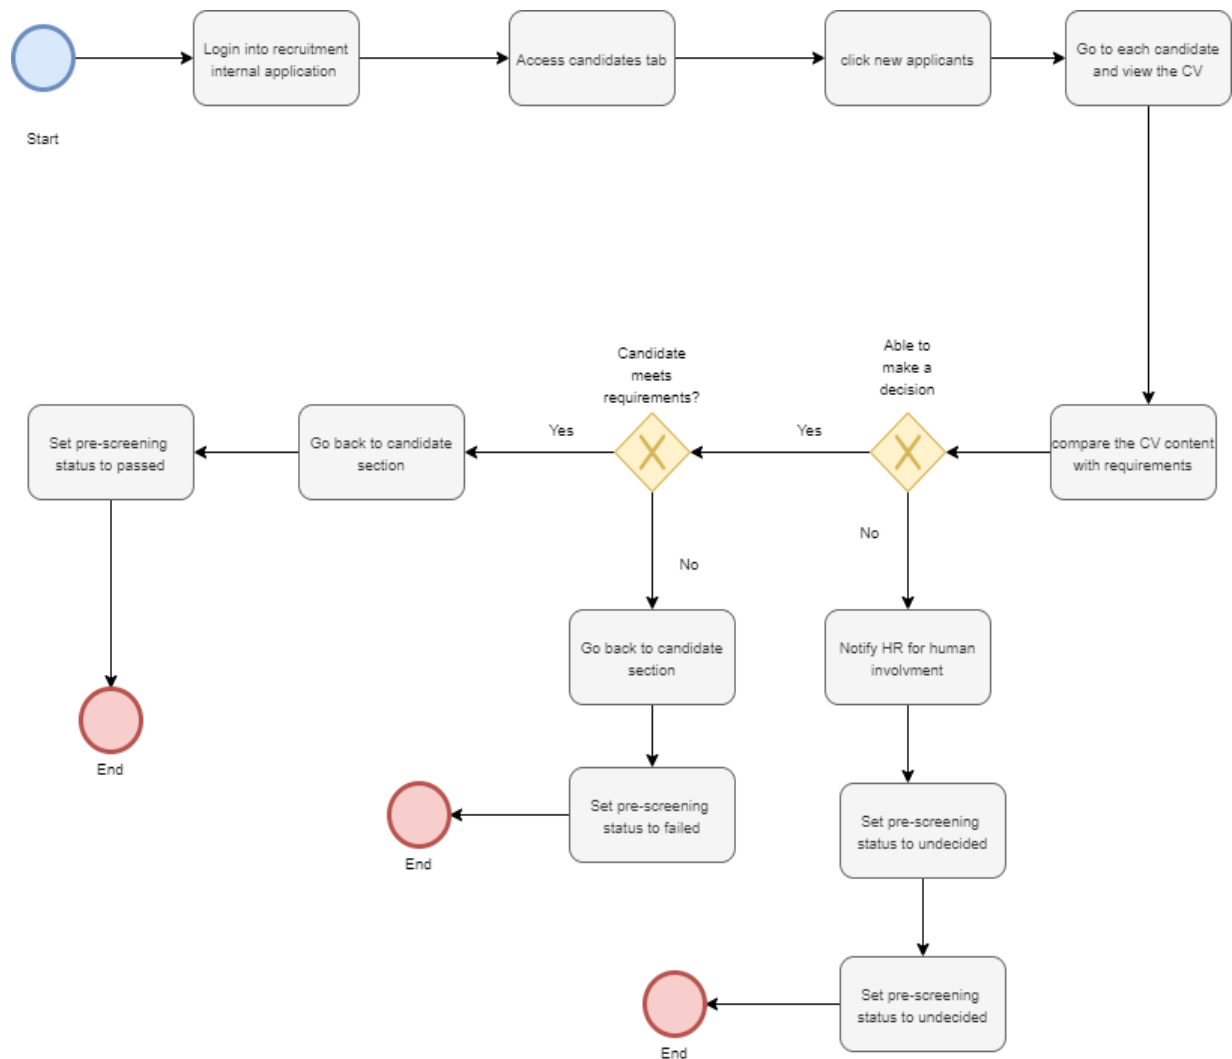 Login into recruitment
internal application
Access candidates tab
click new applicants
Go to each candidate
and view the CV
Start
Able to
make a
decision
Candidate
meets
requirements?
Set pre-screening
status to passed
Go back to candidate
section
Yes
Yes
compare the CV content
with requirements
No
No
Go back to candidate
section
Notify HR for human
involvment
End
Set pre-screening
status to failed
Set pre-screening
status to undecided
End
Set pre-screening
status to undecided
End